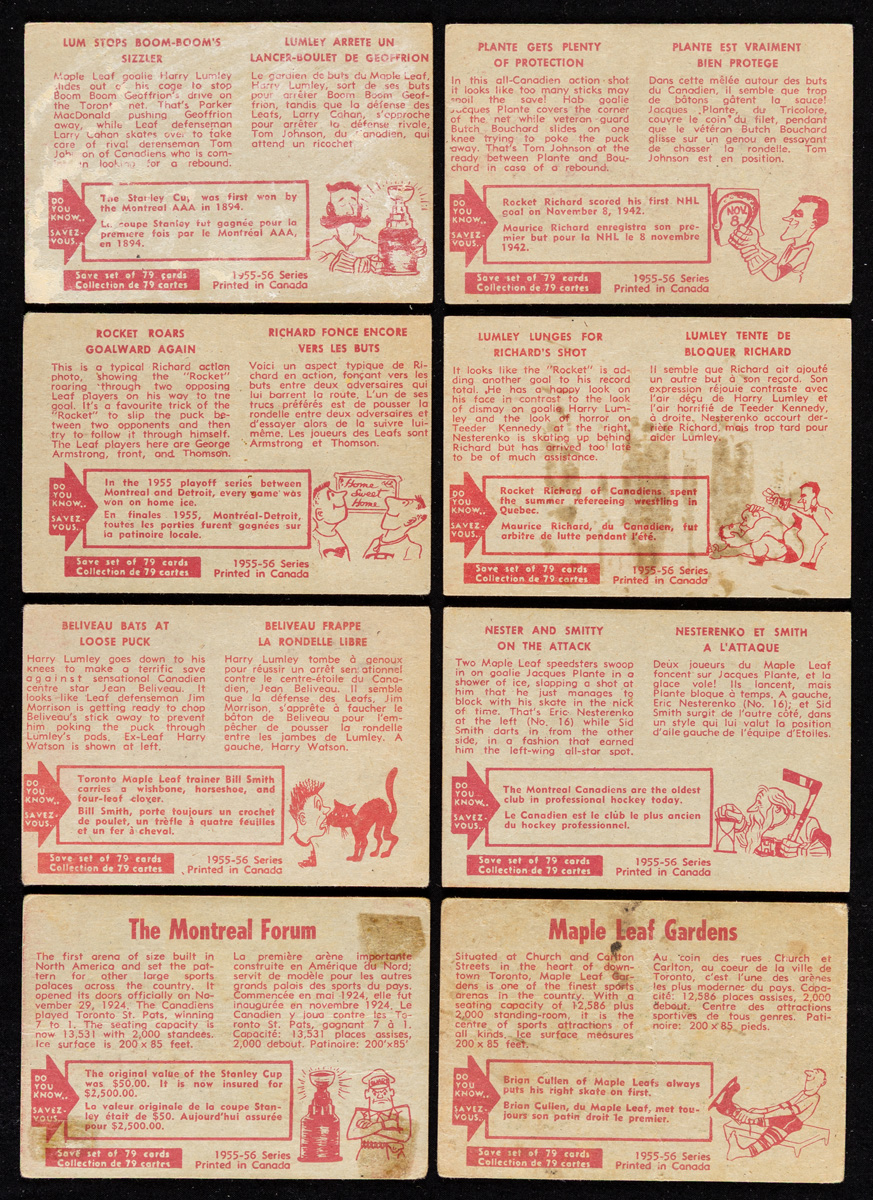 LUM STOPS BOOM-BOOM'S
SIZZLER
Maple Leaf goalie Harry Lumley
slides out of his cage to stop
Boom Boom Geoffrion's drive on
the Toront net. That's Parker
MacDonald pushing Geoffrion
away, while Leaf defenseman
Larry Cahan skates over to take
care of rival defenseman Tom
of Canadiens who is com-
looking for a rebound.
LUMLEY ARRETE UN
LANCER-BOULET DE GEOFFRION
Le gardien de buts du Maple Leaf,
Harry Lumley, sort de ses buts
pour arrêter Boom Boom Geof-
frion, tandis que la défense des
Leafs, Larry Cohan, s'approche
pour arrêter la défense rivale,
Tom Johnson, du Canadien, qui
attend un ricochet
DO
YOU
KNOW..
SAVEZ-
VOUS.
The Stanley Cup was first won by
the Montreal AAA in 1894.
La coupe Stanley fut gagnée pour la
première fois par le Montréal AAA,
en 1894.
Save set of 79 cards
Collection de 79 cartes
1955-56 Series
Printed in Canada
PLANTE GETS PLENTY
OF PROTECTION
In this all-Canadien action shot
it looks like too many sticks may
spoil the save! Hab goalie
Jacques Plante covers the corner
of the net while veteran guard
Butch Bouchard slides on one
knee trying to poke the puck
away. That's Tom Johnson at the
ready between Plante and Bou-
chard in case of a rebound.
PLANTE EST VRAIMENT
BIEN PROTEGE
Dans cette mêlée autour des buts
du Canadien, il semble que trop
de bâtons gâtent la sauce!
Jacques Plante, du Tricolore,
couvre le coin du filet, pendant
que le vétéran Butch Bouchard
glisse sur un genou en essayant
de chasser la rondelle. Tom
Johnson est en position.
DO
YOU
KNOW..
SAVEZ-
VOUS.
Rocket Richard scored his first NHL
goal on November 8, 1942.
Maurice Richard enregistra son pre-
mier but pour la NHL le 8 novembre
1942.
NOV.
8
Save set of 79 cards
Collection de 79 cartes
1955-56 Series
Printed in Canada
ROCKET ROARS
GOALWARD AGAIN
This is a typical Richard action
photo, showing the "Rocket"
roaring through two opposing
Leaf players on his way to the
goal. It's a favourite trick of the
"Rocket" to slip the puck be-
tween two opponents and then
try to follow it through himself.
The Leaf players here are George
Armstrong, front, and Thomson.
RICHARD FONCE ENCORE
VERS LES BUTS
Voici un aspect typique de Ri-
chard en action, fonçant vers les
buts entre deux adversaires qui
lui barrent la route. L'un de ses
trucs préférés est de pousser la
rondelle entre deux adversaires et
d'essayer alors de la suivre lui-
même. Les joueurs des Leafs sont
Armstrong et Thomson.
DO
YOU
KNOW..
SAVEZ-
VOUS.
In the 1955 playoff series between
Montreal and Detroit, every game was
won on home ice.
En finales 1955, Montréal-Detroit,
toutes les parties furent gagnées sur
la patinoire locale.
Home
Sweet
Home
Save set of 79 cards
Collection de 79 cartes
1955-56 Series
Printed in Canada
LUMLEY LUNGES FOR
RICHARD'S SHOT
It looks like the "Rocket" is ad-
ding another goal to his record
total. He has a happy look on
his face in contrast to the look
of dismay on goalie Harry Lum-
ley and the look of horror on
Teeder Kennedy at the right.
Nesterenko is skating up behind
Richard but has arrived too late
to be of much assistance.
LUMLEY TENTE DE
BLOQUER RICHARD
Il semble que Richard ait ajouté
un autre but à son record. Son
expression réjouie contraste avec
l'air déçu de Harry Lumley et
l'air horrifié de Teeder Kennedy,
à droite. Nesterenko accourt der-
rière Richard, mais trop tard pour
aider Lumley.
DO
YOU
KNOW..
SAVEZ-
VOUS.
Rocket Richard of Canadiens spent
the summer refereeing wrestling in
Quebec.
Maurice Richard, du Canadien, fut
arbitre de lutte pendant l'été.
Save set of 79 cards
Collection de 79 cartes
1955-56 Series
Printed in Canada
BELIVEAU BATS AT
LOOSE PUCK
Harry Lumley goes down to his
knees to make a terrific save
against sensational Canadien
centre star Jean Beliveau. It
looks like Leaf defenseman Jim
Morrison is getting ready to chop
Beliveau's stick away to prevent
him poking the puck through
Lumley's pads. Ex-Leaf Harry
Watson is shown at left.
BELIVEAU FRAPPE
LA RONDELLE LIBRE
Harry Lumley tombe à genoux
pour réussir un arrêt sensationnel
contre le centre-étoile du Cana-
dien, Jean Beliveau. Il semble
que la défense des Leafs, Jim
Morrison, s'apprête à faucher le
bâton de Beliveau pour l'em-
pêcher de pousser la rondelle
entre les jambes de Lumley. A
gauche, Harry Watson.
DO
YOU
KNOW..
SAVEZ-
VOUS.
Toronto Maple Leaf trainer Bill Smith
carries a wishbone, horseshoe, and
four-leaf clover.
Bill Smith, porte toujours un crochet
de poulet, un trèfle à quatre feuilles
et un fer à cheval.
Save set of 79 cards
Collection de 79 cartes
1955-56 Series
Printed in Canada
NESTER AND SMITTY
ON THE ATTACK
Two Maple Leaf speedsters swoop
in on goalie Jacques Plante in a
shower of ice, slapping a shot at
him that he just manages to
block with his skate in the nick
of time. That's Eric Nesterenko
at the left (No. 16) while Sid
Smith darts in from the other
side, in a fashion that earned
him the left-wing all-star spot.
NESTERENKO ET SMITH
A L'ATTAQUE
Deux joueurs du Maple Leaf
foncent sur Jacques Plante, et la
glace vole! Ils lancent, mais
Plante bloque à temps. A gauche,
Eric Nesterenko (No. 16); et
Sid Smith surgit de l'autre côté, dans
un style qui lui valut la position
d'aile gauche de l'équipe d'Etoiles.
DO
YOU
KNOW..
SAVEZ-
VOUS.
The Montreal Canadiens are the oldest
club in professional hockey today.
Le Canadien est le club le plus ancien
du hockey professionnel.
Save set of 79 cards
Collection de 79 cartes
1955-56 Series
Printed in Canada
The Montreal Forum
The first arena of size built in
North America and set the pat-
tern for other large sports
palaces across the country. It
opened its doors officially on
November 29, 1924. The Canadiens
played Toronto St. Pats, winning
7 to 1. The seating capacity is
now 13,531 with 2,000 standees.
Ice surface is 200 x 85 feet.
La première arène importante
construite en Amérique du Nord;
servit de modèle pour les autres
grands palais des sports du pays.
Commencée en mai 1924, elle fut
inaugurée en novembre 1924. Le
Canadien y joua contre les To-
ronto St. Pats, gagnant 7 à 1.
Capacité: 13,531 places assises,
2,000 debout. Patinoire: 200'x85'
DO
YOU
KNOW..
SAVEZ-
VOUS.
The original value of the Stanley Cup
was $50.00. It is now insured for
$2,500.00.
La valeur originale de la coupe Stan-
ley était de $50. Aujourd'hui assurée
pour $2,500.00.
Save set of 79 cards
Collection de 79 cartes
1955-56 Series
Printed in Canada
Maple Leaf Gardens
Situated at Church and Carlton
Streets in the heart of down-
town Toronto, Maple Leaf Gar-
dens is one of the finest sports
arenas in the country. With a
seating capacity of 12,586 plus
2,000 standing-room, it is the
centre of sports attractions of
all kinds. Ice surface measures
200 x 85 feet.
Au coin des rues Church et
Carlton, au coeur de la ville de
Toronto, c'est l'une des arènes
les plus modernes du pays. Capa-
cité: 12,586 places assises, 2,000
debout. Centre des attractions
sportives de tous genres. Pati-
noire: 200 x 85 pieds.
DO
YOU
KNOW..
SAVEZ-
VOUS.
Brian Cullen of Maple Leafs always
puts his right skate on first.
Brian Cullen, du Maple Leaf, met tou-
jours son patin droit le premier.
Save set of 79 cards
Collection de 79 cartes
1955-56 Series
Printed in Canada